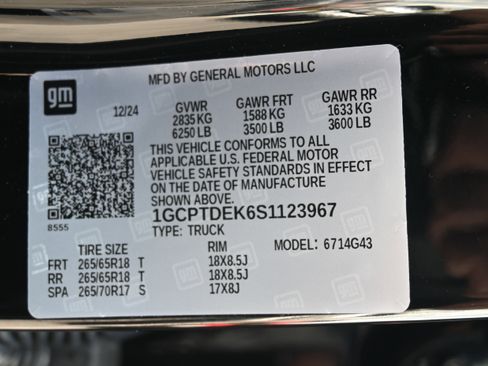 MFD BY GENERAL MOTORS LLC
gm
12/24
GVWR GAWR FRT GAWR RR
2835 KG 1588 KG 1633 KG
6250 LB 3500 LB 3600 LB
THIS VEHICLE CONFORMS TO ALL
APPLICABLE U.S. FEDERAL MOTOR
VEHICLE SAFETY STANDARDS IN EFFECT
ON THE DATE OF MANUFACTURE
SHOWN ABOVE.
8555
1GCPTDEK6S1123967
TYPE: TRUCK
TIRE SIZE RIM MODEL: 6714G43
FRT 265/65R18 T 18X8.5J
RR 265/65R18 T 18X8.5J
SPA 265/70R17 S 17X8J